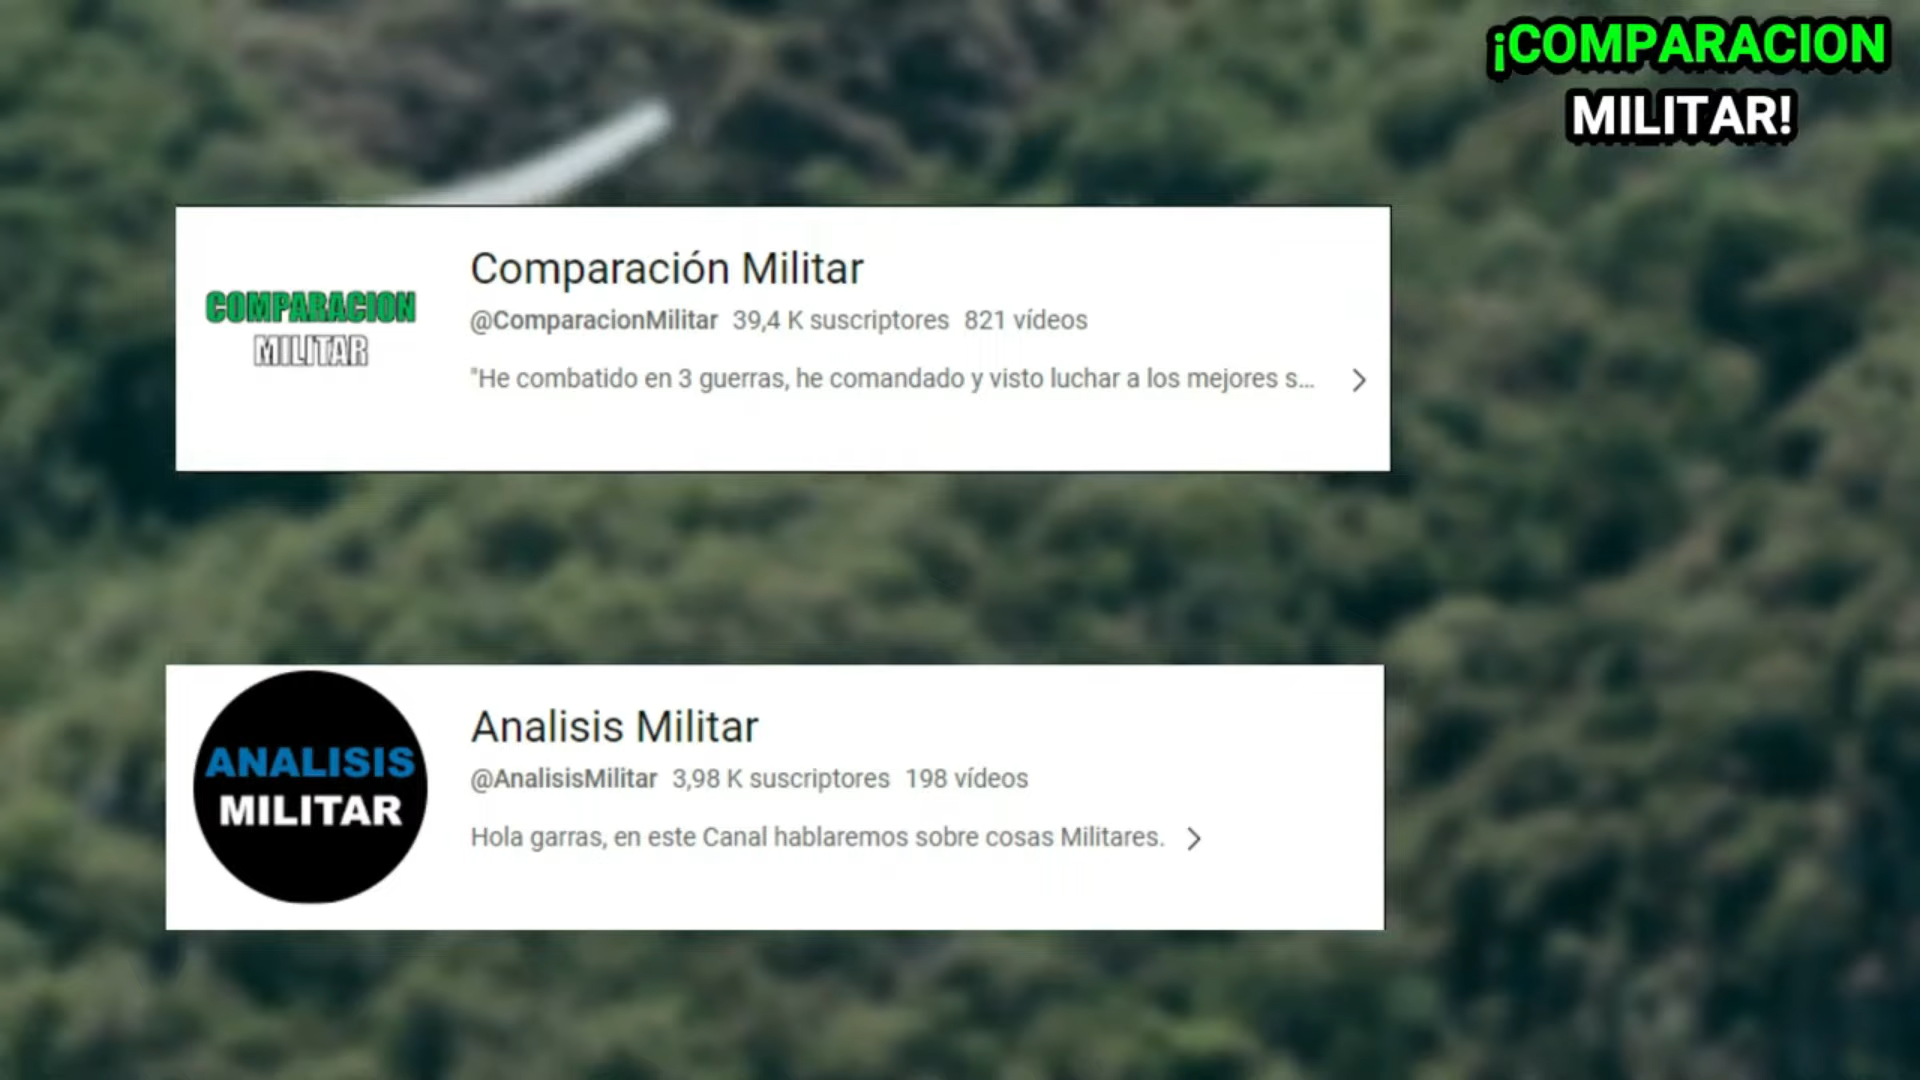 ¡COMPARACION
MILITAR!
COMPARACION
MILITAR
Comparación Militar
@ComparacionMilitar 39,4 K suscriptores 821 vídeos
"He combatido en 3 guerras, he comandado y visto luchar a los mejores s...
ANALISIS
MILITAR
Analisis Militar
@AnalisisMilitar 3,98 K suscriptores 198 vídeos
Hola garras, en este Canal hablaremos sobre cosas Militares.